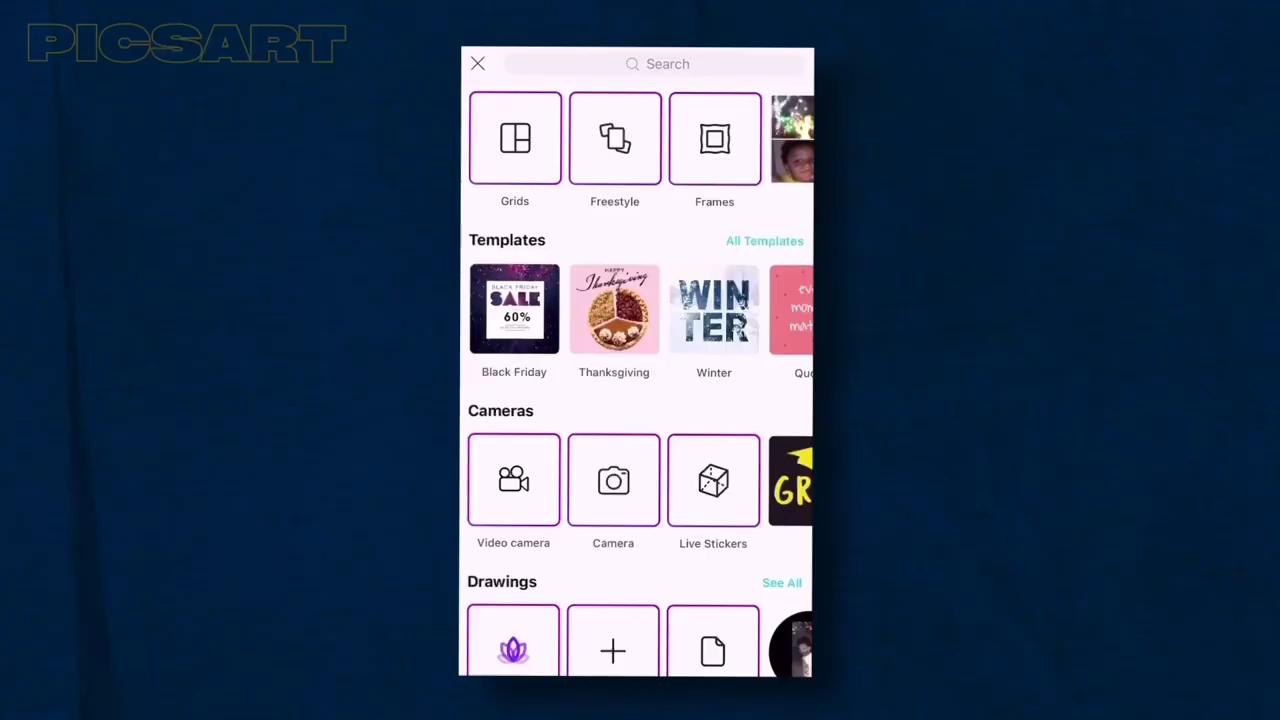 PICSART
Search
Grids
Freestyle
Frames
Templates
All Templates
BLACK FRIDAY
SALE
60%
HAPPY
Thanksgiving
WIN
TER
Black Friday
Thanksgiving
Winter
Cameras
GR
Video camera
Camera
Live Stickers
Drawings
See All